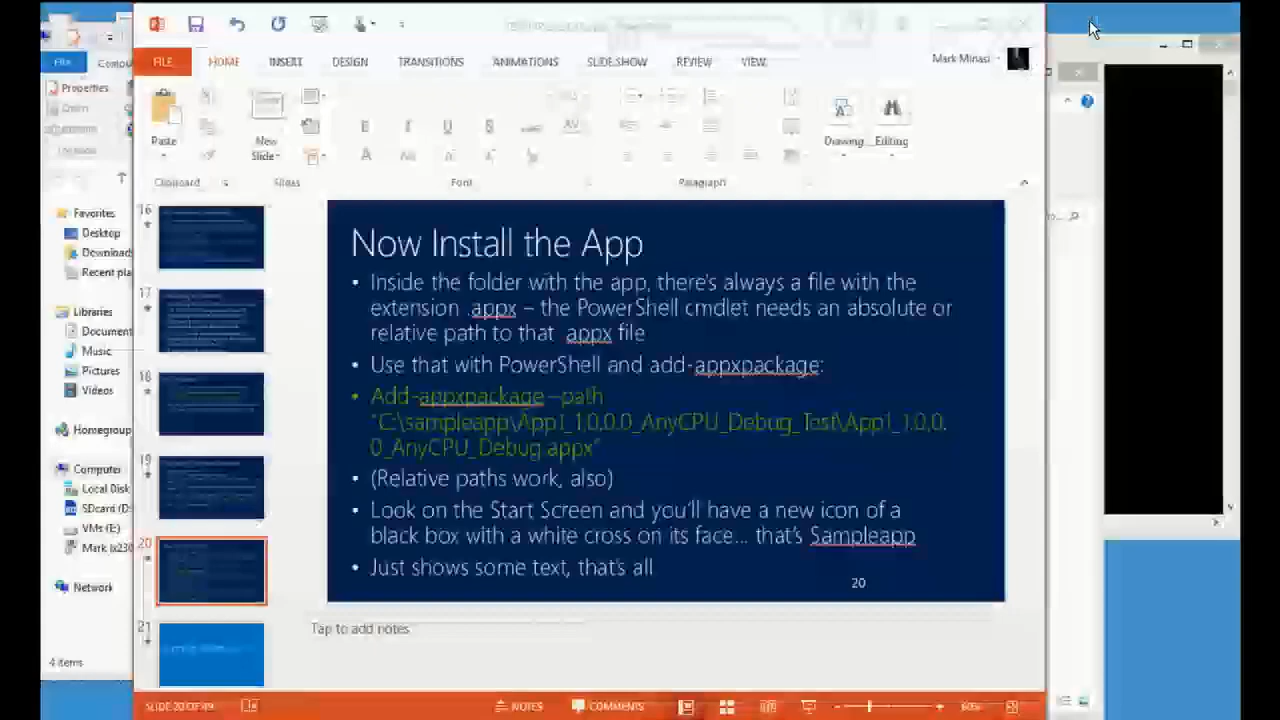 Mark Minasi
FILE HOME INSERT DESIGN TRANSITIONS ANIMATIONS SLIDE SHOW REVIEW VIEW
File
Properties
Paste
New
Slide
Drawing
Editing
Clipboard
Slides
Font
Paragraph
Favorites
Desktop
Downloads
Recent pla
Libraries
Document
Music
Pictures
Videos
Homegroup
Computer
Local Disk
SDcard (D:
VMs (E:)
Mark (x230
Network
4 items
16
17
18
19
20
21
Now Install the App
• Inside the folder with the app, there's always a file with the
extension .appx – the PowerShell cmdlet needs an absolute or
relative path to that .appx file
• Use that with PowerShell and add-appxpackage:
• Add-appxpackage –path
"C:\sampleapp\App1_1.0.0.0_AnyCPU_Debug_Test\App1_1.0.0.
0_AnyCPU_Debug.appx"
• (Relative paths work, also)
• Look on the Start Screen and you'll have a new icon of a
black box with a white cross on its face... that's Sampleapp
• Just shows some text, that's all
20
Tap to add notes
SLIDE 20 OF 49
NOTES
COMMENTS
60%